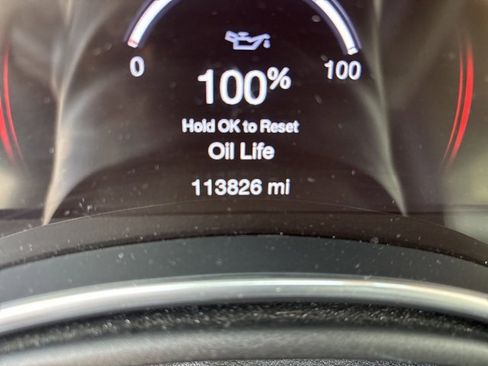 0 100
100%
Hold OK to Reset
Oil Life
113826 mi